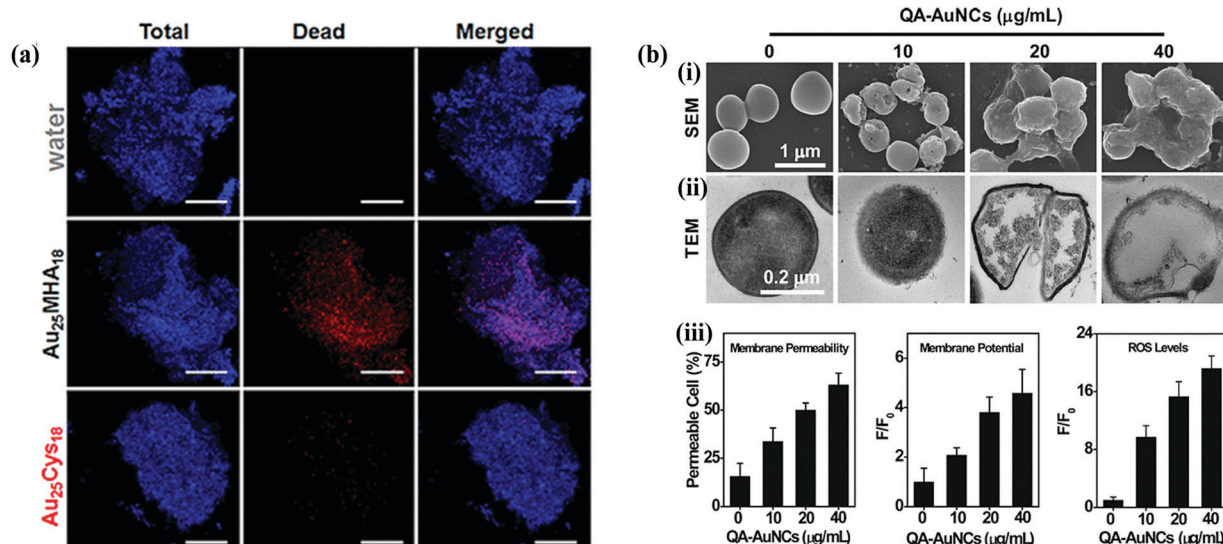 (a)
Total Dead Merged
water
Au25MHA18
Au25Cys18
(b)
QA-AuNCs (μg/mL)
0 10 20 40
(i)
SEM
1 μm
(ii)
TEM
0.2 μm
(iii)
Membrane Permeability
Permeable Cell (%)
75
50
25
0
0 10 20 40
QA-AuNCs (μg/mL)
Membrane Potential
F/F0
6
4
2
0
0 10 20 40
QA-AuNCs (μg/mL)
ROS Levels
F/F0
24
16
8
0
0 10 20 40
QA-AuNCs (μg/mL)